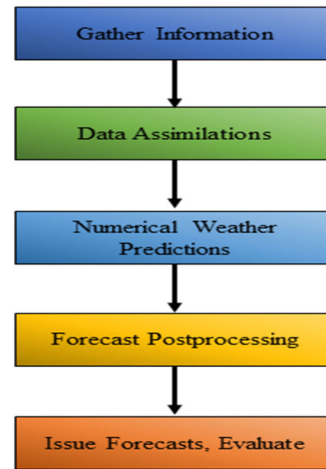 Gather Information
Data Assimilations
Numerical Weather
Predictions
Forecast Postprocessing
Issue Forecasts, Evaluate